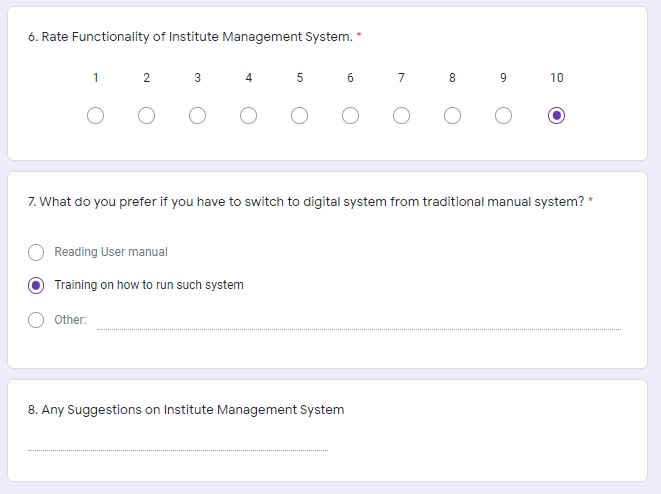 6. Rate Functionality of Institute Management System. *
1 2 3 4 5 6 7 8 9 10
7. What do you prefer if you have to switch to digital system from traditional manual system? *
Reading User manual
Training on how to run such system
Other:
8. Any Suggestions on Institute Management System